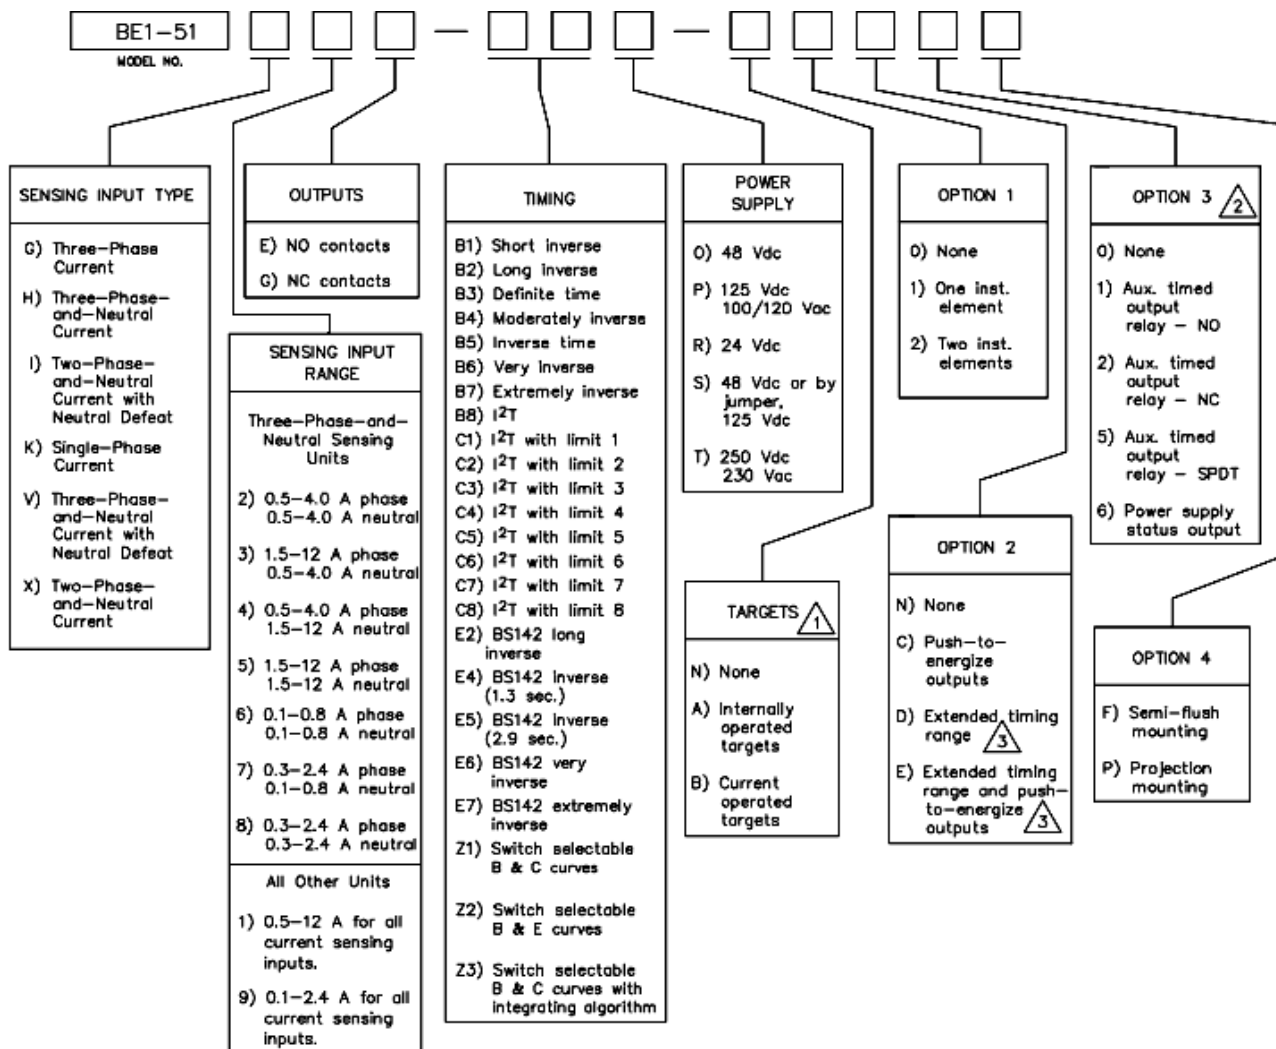 BE1-51
MODEL NO.
SENSING INPUT TYPE
G) Three-Phase
Current
H) Three-Phase-
and-Neutral
Current
I) Two-Phase-
and-Neutral
Current with
Neutral Defeat
K) Single-Phase
Current
V) Three-Phase-
and-Neutral
Current with
Neutral Defeat
X) Two-Phase-
and-Neutral
Current
OUTPUTS
E) NO contacts
G) NC contacts
SENSING INPUT
RANGE
Three-Phase-and-
Neutral Sensing
Units
2) 0.5-4.0 A phase
0.5-4.0 A neutral
3) 1.5-12 A phase
0.5-4.0 A neutral
4) 0.5-4.0 A phase
1.5-12 A neutral
5) 1.5-12 A phase
1.5-12 A neutral
6) 0.1-0.8 A phase
0.1-0.8 A neutral
7) 0.3-2.4 A phase
0.1-0.8 A neutral
8) 0.3-2.4 A phase
0.3-2.4 A neutral
All Other Units
1) 0.5-12 A for all
current sensing
inputs.
9) 0.1-2.4 A for all
current sensing
inputs.
TIMING
B1) Short inverse
B2) Long inverse
B3) Definite time
B4) Moderately inverse
B5) Inverse time
B6) Very inverse
B7) Extremely inverse
B8) I²T
C1) I²T with limit 1
C2) I²T with limit 2
C3) I²T with limit 3
C4) I²T with limit 4
C5) I²T with limit 5
C6) I²T with limit 6
C7) I²T with limit 7
C8) I²T with limit 8
E2) BS142 long
inverse
E4) BS142 inverse
(1.3 sec.)
E5) BS142 inverse
(2.9 sec.)
E6) BS142 very
inverse
E7) BS142 extremely
inverse
Z1) Switch selectable
B & C curves
Z2) Switch selectable
B & E curves
Z3) Switch selectable
B & C curves with
integrating algorithm
POWER
SUPPLY
O) 48 Vdc
P) 125 Vdc
100/120 Vac
R) 24 Vdc
S) 48 Vdc or by
jumper,
125 Vdc
T) 250 Vdc
230 Vac
TARGETS 1
N) None
A) Internally
operated
targets
B) Current
operated
targets
OPTION 1
0) None
1) One inst.
element
2) Two inst.
elements
OPTION 2
N) None
C) Push-to-
energize
outputs
D) Extended timing
range 3
E) Extended timing
range and push-
to-energize
outputs 3
OPTION 3 2
0) None
1) Aux. timed
output
relay - NO
2) Aux. timed
output
relay - NC
5) Aux. timed
output
relay - SPDT
6) Power supply
status output
OPTION 4
F) Semi-flush
mounting
P) Projection
mounting